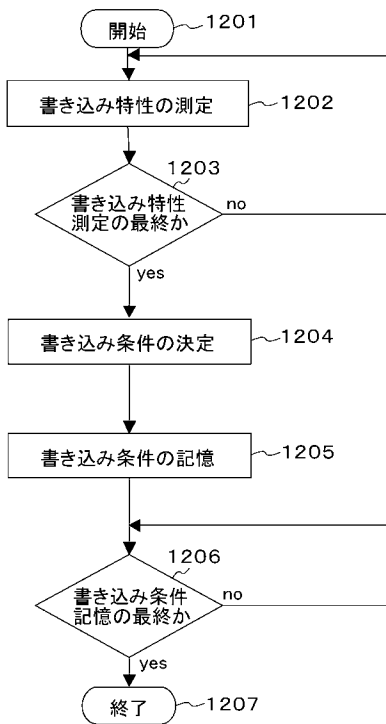 開始
1201
書き込み特性の測定
1202
1203
書き込み特性
測定の最終か
no
yes
書き込み条件の決定
1204
書き込み条件の記憶
1205
1206
書き込み条件
記憶の最終か
no
yes
終了
1207